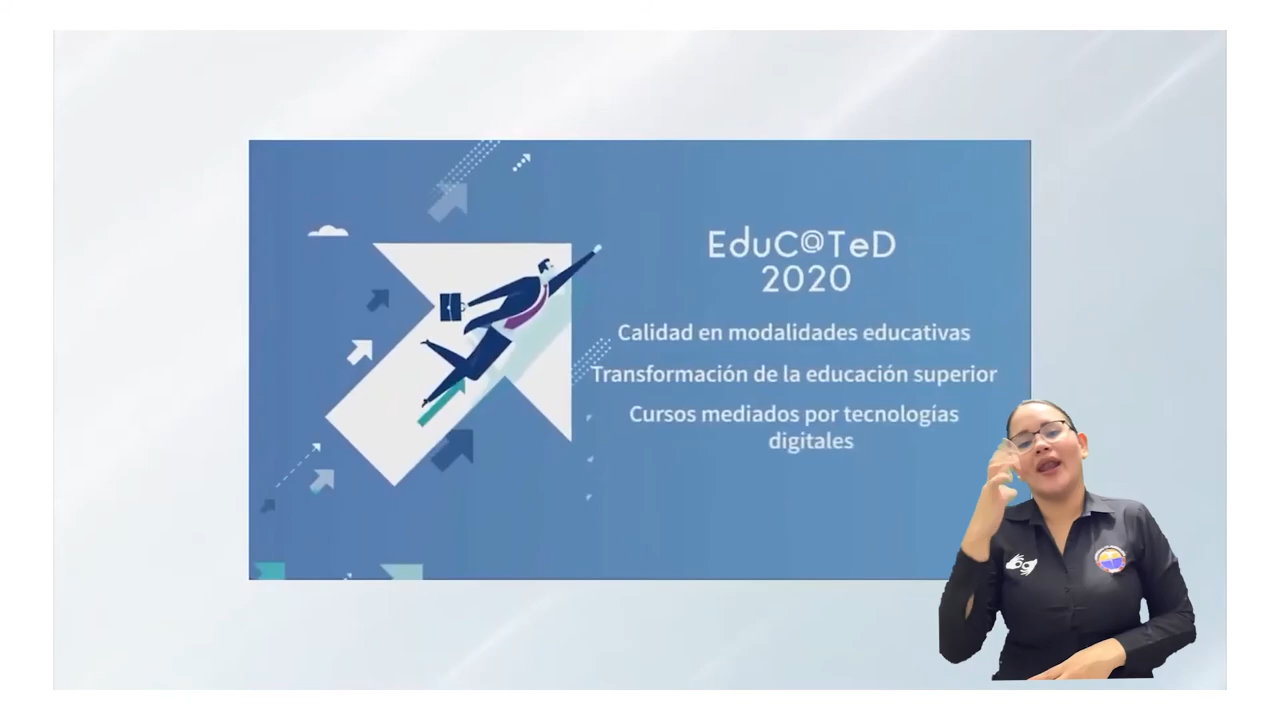 EduC@TeD
2020
Calidad en modalidades educativas
Transformación de la educación superior
Cursos mediados por tecnologías
digitales